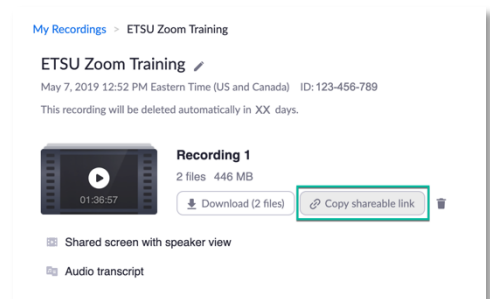 My Recordings > ETSU Zoom Training
ETSU Zoom Training
May 7, 2019 12:52 PM Eastern Time (US and Canada) ID: 123-456-789
This recording will be deleted automatically in XX days.
Recording 1
2 files 446 MB
01:36:57
Download (2 files) Copy shareable link
Shared screen with speaker view
Audio transcript